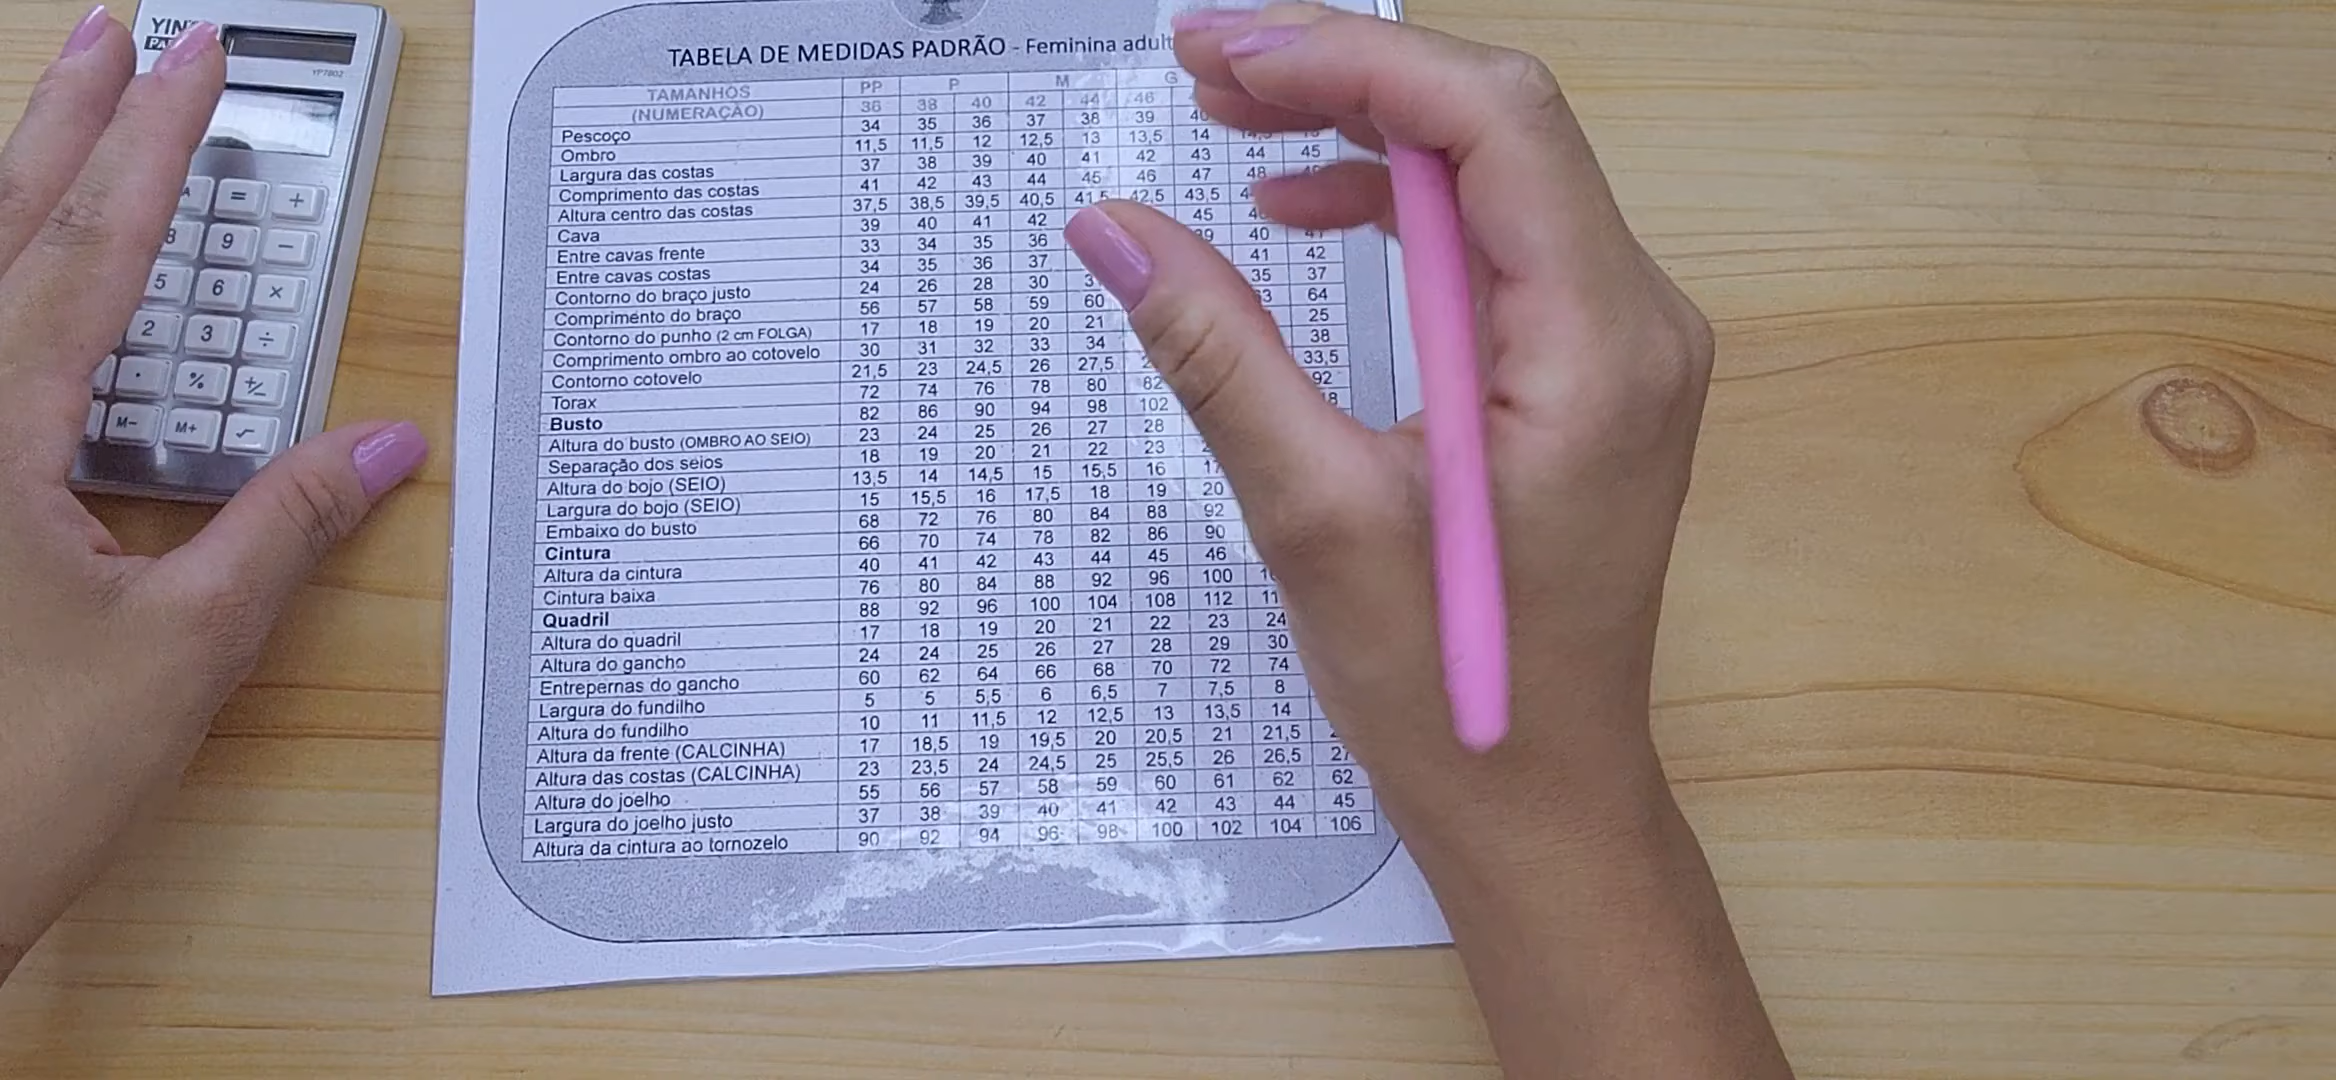 YIN
YP7802
=
+
8
9
−
5
6
×
2
3
÷
.
%
+/−
M−
M+
√
TABELA DE MEDIDAS PADRÃO - Feminina adult
TAMANHOS PP P M G
(NUMERAÇÃO) 36 38 40 42 44 46
Pescoço 34 35 36 37 38 39 40
Ombro 11,5 11,5 12 12,5 13 13,5 14
Largura das costas 37 38 39 40 41 42 43 44 45
Comprimento das costas 41 42 43 44 45 46 47 48
Altura centro das costas 37,5 38,5 39,5 40,5 41,5 42,5 43,5
Cava 39 40 41 42 45
Entre cavas frente 33 34 35 36 39 40 41
Entre cavas costas 34 35 36 37 41 42
Contorno do braço justo 24 26 28 30 35 37
Comprimento do braço 56 57 58 59 60 63 64
Contorno do punho (2 cm FOLGA) 17 18 19 20 21 25
Comprimento ombro ao cotovelo 30 31 32 33 34 38
Contorno cotovelo 21,5 23 24,5 26 27,5 33,5
Torax 72 74 76 78 80 82 92
Busto 82 86 90 94 98 102
Altura do busto (OMBRO AO SEIO) 23 24 25 26 27 28
Separação dos seios 18 19 20 21 22 23
Altura do bojo (SEIO) 13,5 14 14,5 15 15,5 16 17
Largura do bojo (SEIO) 15 15,5 16 17,5 18 19 20
Embaixo do busto 68 72 76 80 84 88 92
Cintura 66 70 74 78 82 86 90
Altura da cintura 40 41 42 43 44 45 46
Cintura baixa 76 80 84 88 92 96 100
Quadril 88 92 96 100 104 108 112
Altura do quadril 17 18 19 20 21 22 23 24
Altura do gancho 24 24 25 26 27 28 29 30
Entrepernas do gancho 60 62 64 66 68 70 72 74
Largura do fundilho 5 5 5,5 6 6,5 7 7,5 8
Altura do fundilho 10 11 11,5 12 12,5 13 13,5 14
Altura da frente (CALCINHA) 17 18,5 19 19,5 20 20,5 21 21,5
Altura das costas (CALCINHA) 23 23,5 24 24,5 25 25,5 26 26,5 27
Altura do joelho 55 56 57 58 59 60 61 62 62
Largura do joelho justo 37 38 39 40 41 42 43 44 45
Altura da cintura ao tornozelo 90 92 94 96 98 100 102 104 106